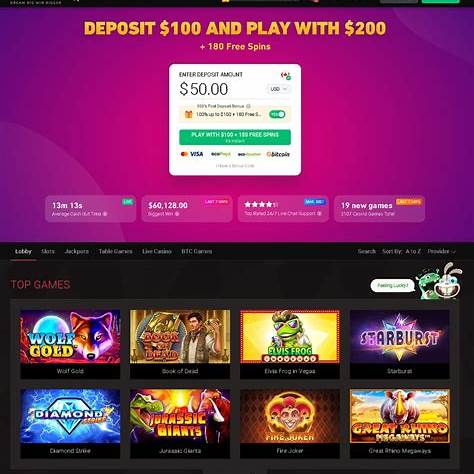 DREAM BIG WIN BIGGER
DEPOSIT $100 AND PLAY WITH $200
+ 180 Free Spins
ENTER DEPOSIT AMOUNT
$50.00
USD
100% First Deposit Bonus
100% up to $100 + 180 Free S...
YES
PLAY WITH $100 + 180 FREE SPINS
VISA
ecoPayz
ecoVoucher
bitcoin
I Have a Bonus Code
13m 13s
LIVE
Average Cash Out Time
$60,128.00
LAST 7 DAYS
Biggest Win
Top Rated 24/7 Live Chat Support
19 new games
LAST 7 DAYS
5107 Casino Games Total
Lobby
Slots
Jackpots
Table Games
Live Casino
BTC Games
Search
Sort By:
A to Z
Provider
TOP GAMES
Feeling Lucky?
WOLF GOLD
BOOK OF DEAD
ELVIS FROG
IN VEGAS
STARBURST
Wolf Gold
Book of Dead
Elvis Frog in Vegas
Starburst
DIAMOND STRIKE
JURASSIC GIANTS
FIRE JOKER
GREAT RHINO
MEGAWAYS
Diamond Strike
Jurassic Giants
Fire Joker
Great Rhino Megaways